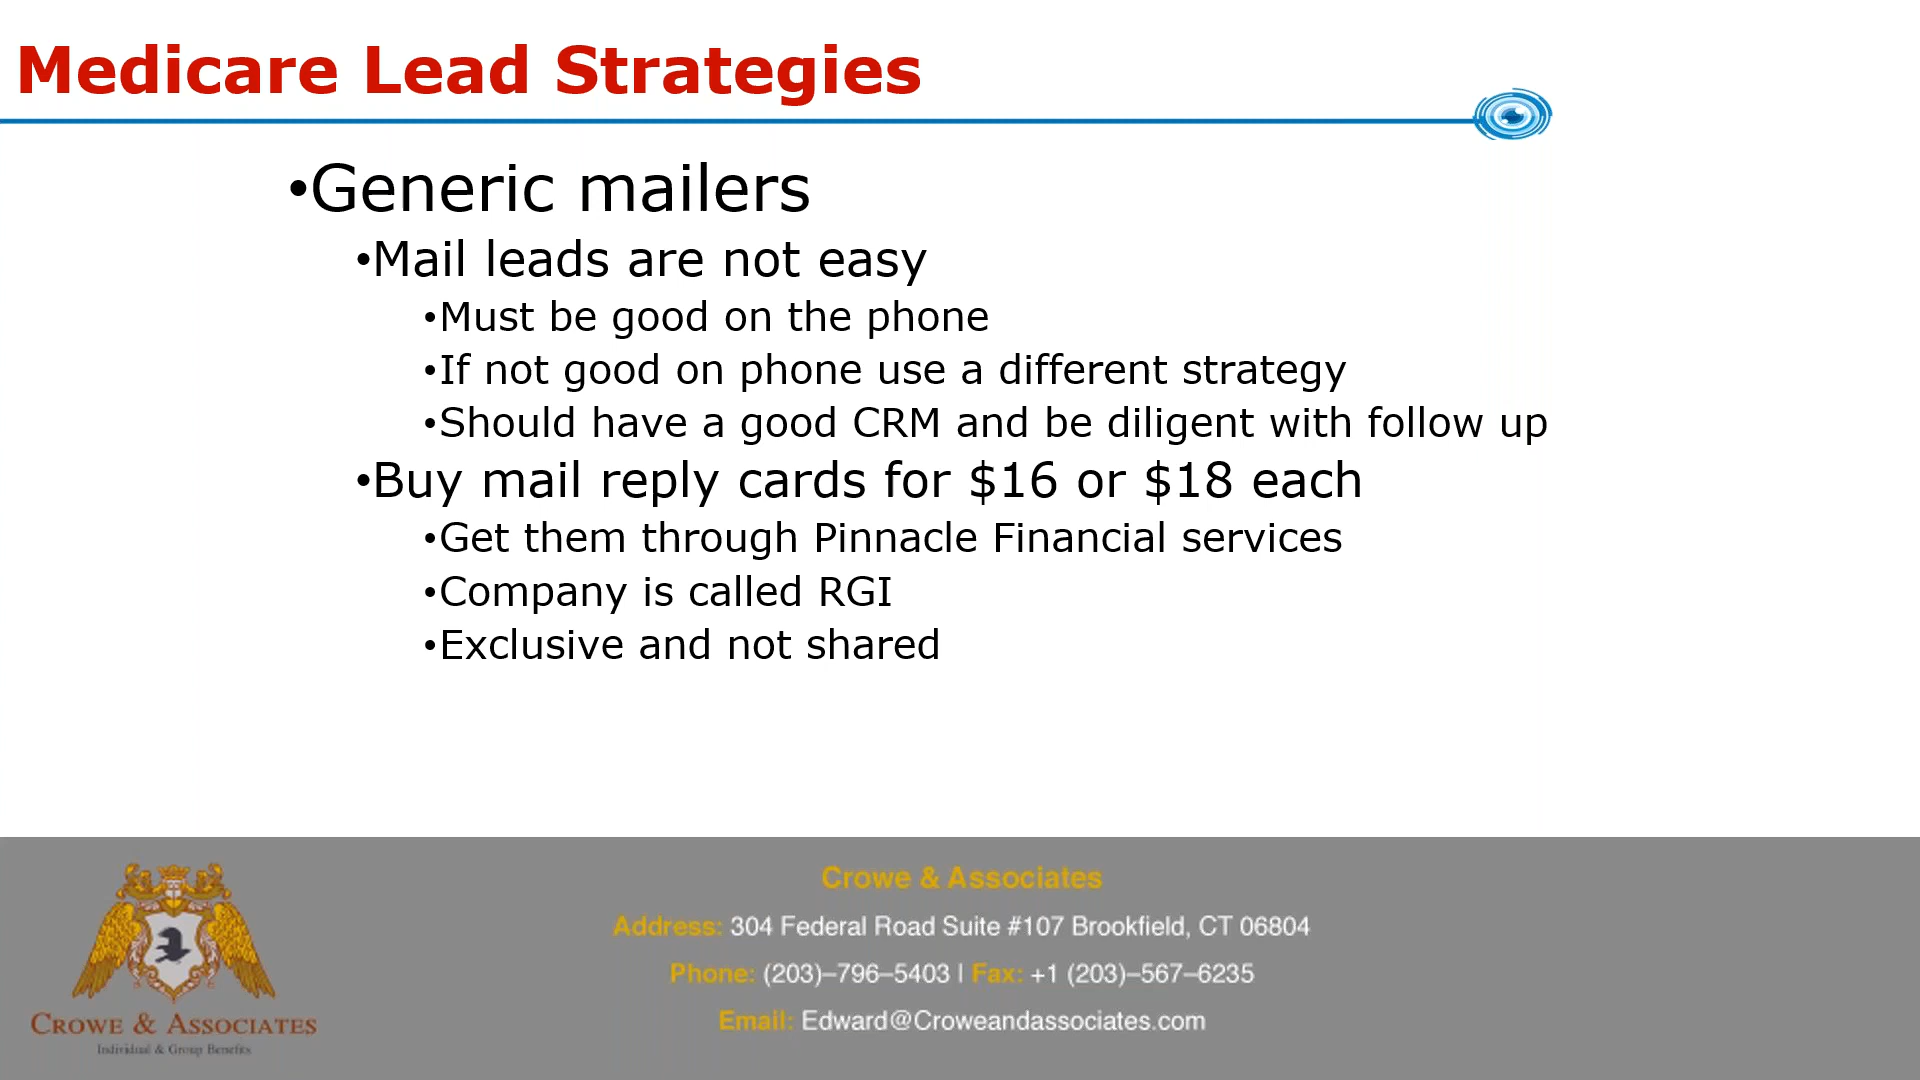 Medicare Lead Strategies
•Generic mailers
•Mail leads are not easy
•Must be good on the phone
•If not good on phone use a different strategy
•Should have a good CRM and be diligent with follow up
•Buy mail reply cards for $16 or $18 each
•Get them through Pinnacle Financial services
•Company is called RGI
•Exclusive and not shared
Crowe & Associates
Address: 304 Federal Road Suite #107 Brookfield, CT 06804
Phone: (203)–796–5403 | Fax: +1 (203)–567–6235
Email: Edward@Croweandassociates.com
Crowe & Associates
Individual & Group Benefits